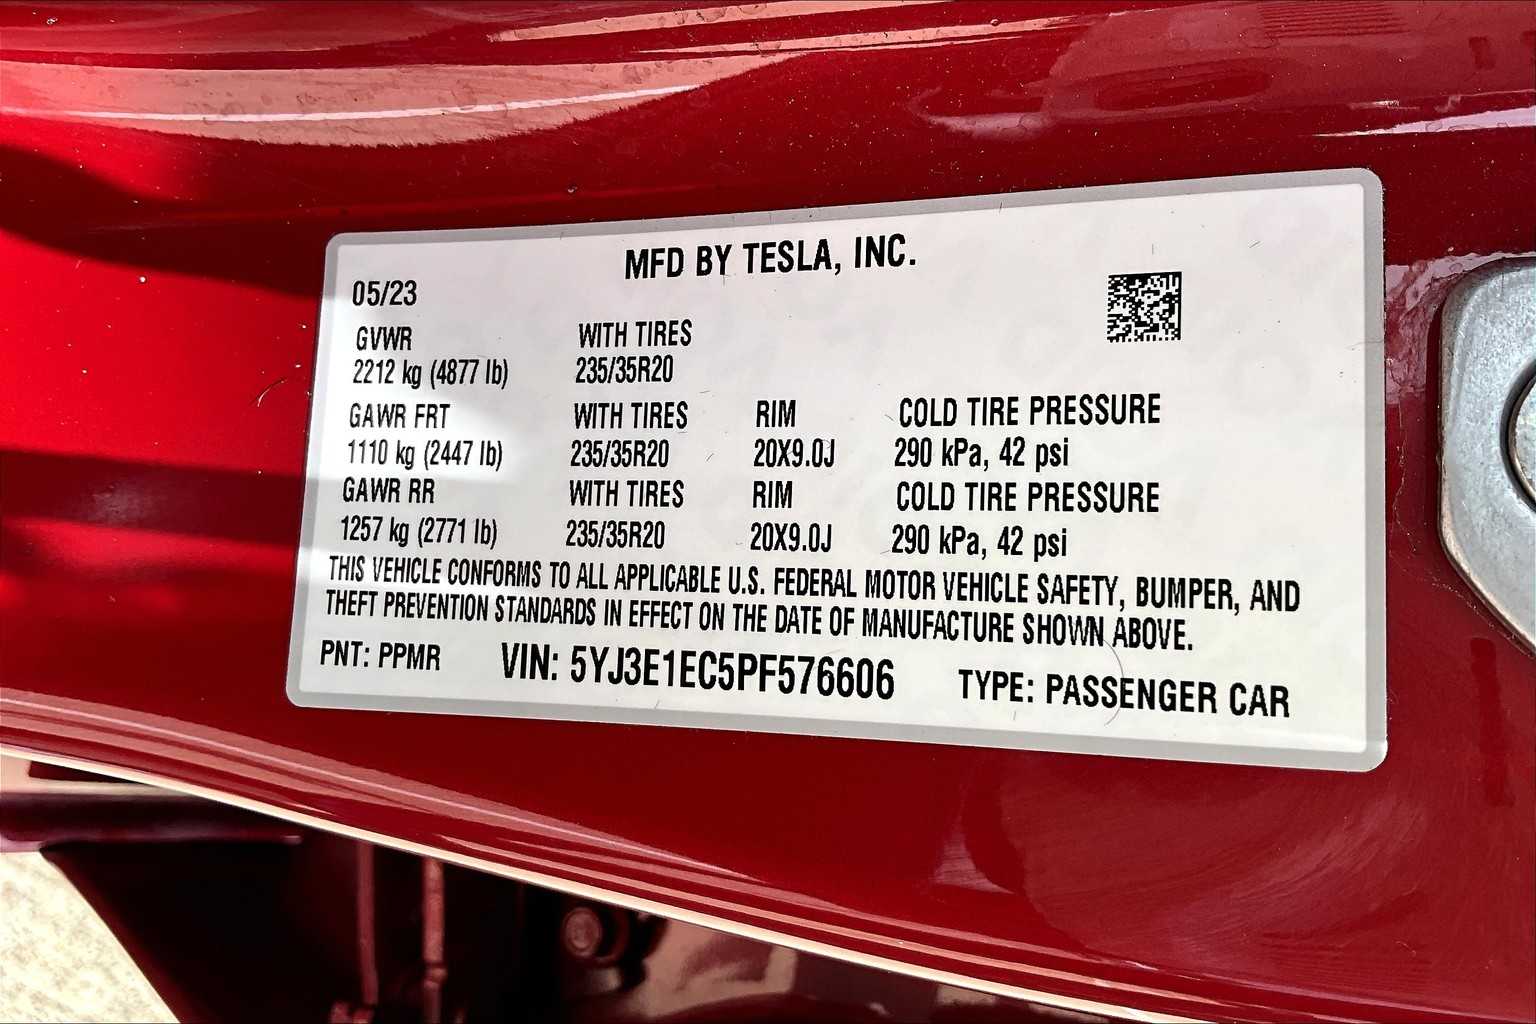 MFD BY TESLA, INC.
05/23
GVWR WITH TIRES
2212 kg (4877 lb) 235/35R20
GAWR FRT WITH TIRES RIM COLD TIRE PRESSURE
1110 kg (2447 lb) 235/35R20 20X9.0J 290 kPa, 42 psi
GAWR RR WITH TIRES RIM COLD TIRE PRESSURE
1257 kg (2771 lb) 235/35R20 20X9.0J 290 kPa, 42 psi
THIS VEHICLE CONFORMS TO ALL APPLICABLE U.S. FEDERAL MOTOR VEHICLE SAFETY, BUMPER, AND
THEFT PREVENTION STANDARDS IN EFFECT ON THE DATE OF MANUFACTURE SHOWN ABOVE.
PNT: PPMR VIN: 5YJ3E1EC5PF576606 TYPE: PASSENGER CAR